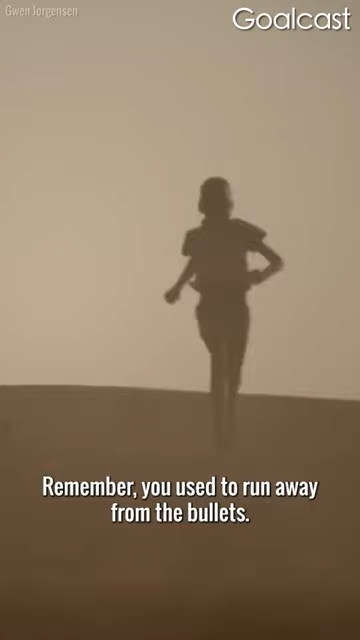 Gwen Jorgensen
Goalcast
Remember, you used to run away
from the bullets.